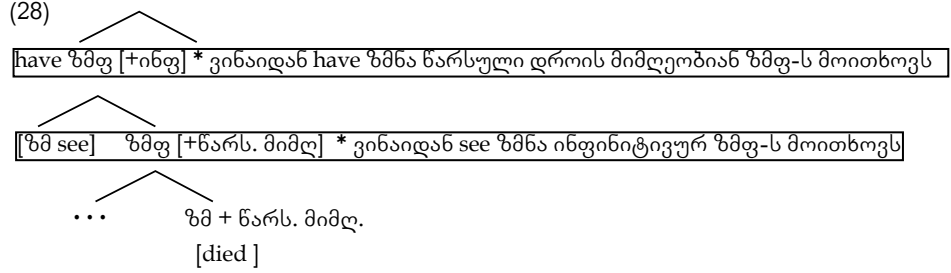 (28)
have ზმფ [+ინფ] * ვინაიდან have ზმნა წარსული დროის მიმღეობიან ზმფ-ს მოითხოვს
[ზმ see] ზმფ [+წარს. მიმღ] * ვინაიდან see ზმნა ინფინიტივურ ზმფ-ს მოითხოვს
... ზმ + წარს. მიმღ.
[died ]